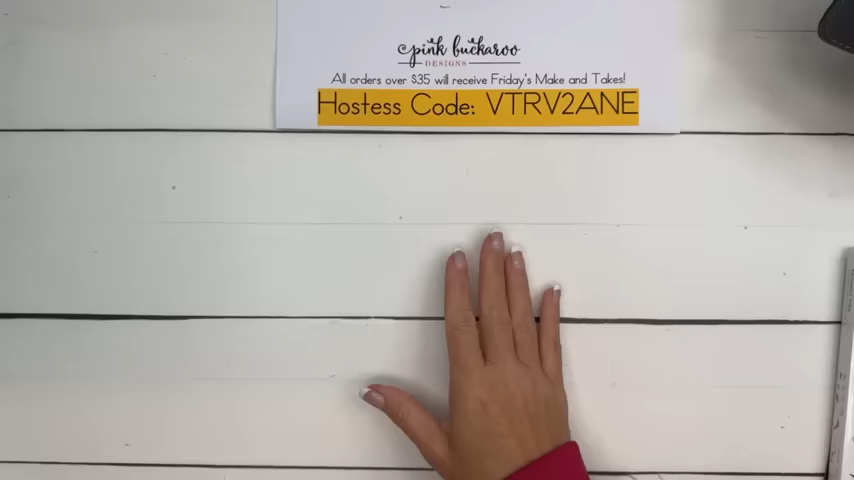 pink buckaroo
DESIGNS
All orders over $35 will receive Friday's Make and Takes!
Hostess Code: VTRV2ANE